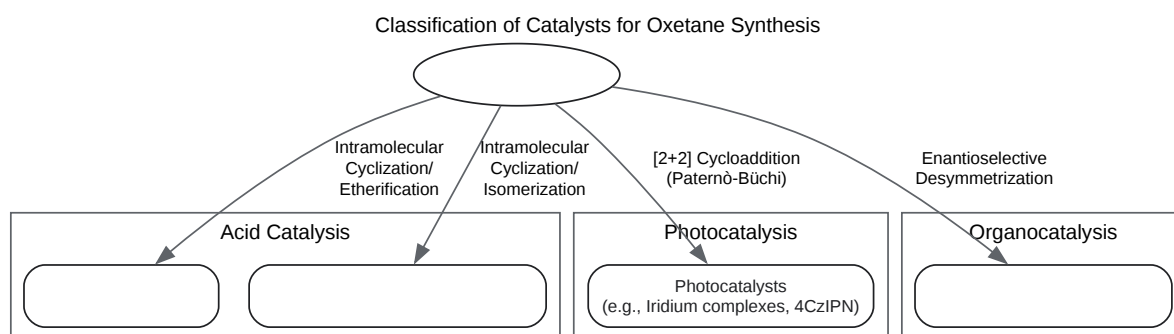 Classification of Catalysts for Oxetane Synthesis
Intramolecular
Cyclization/
Etherification
Intramolecular
Cyclization/
Isomerization
[2+2] Cycloaddition
(Paternò-Büchi)
Enantioselective
Desymmetrization
Acid Catalysis
Photocatalysis
Organocatalysis
Photocatalysts
(e.g., Iridium complexes, 4CzIPN)